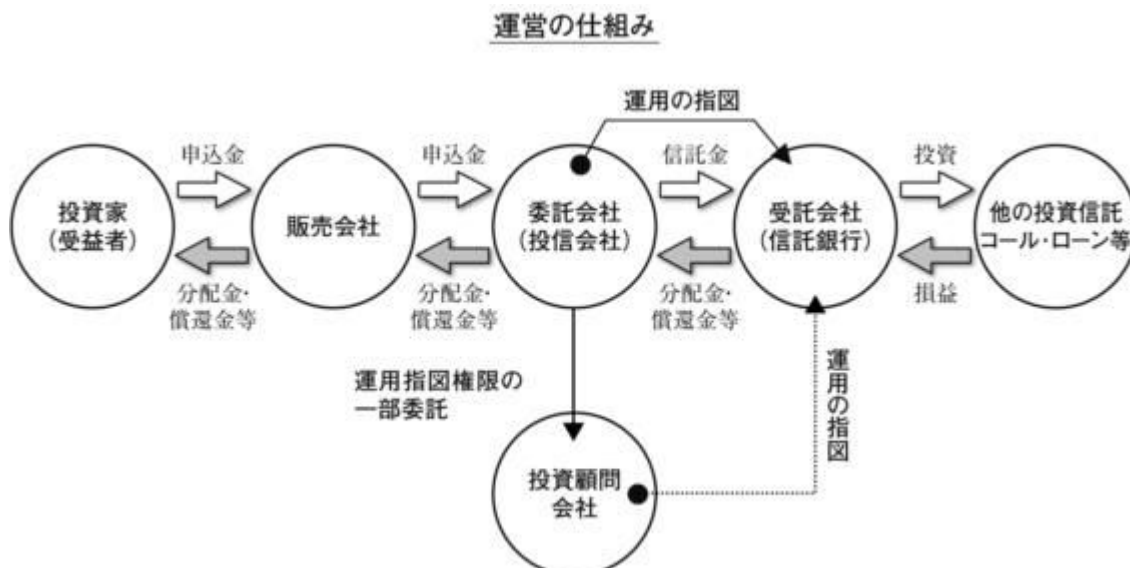 運営の仕組み
運用の指図
申込金
申込金
信託金
投資
投資家
(受益者)
販売会社
委託会社
(投信会社)
受託会社
(信託銀行)
他の投資信託
コール・ローン等
分配金・
償還金等
分配金・
償還金等
分配金・
償還金等
損益
運用指図権限の
一部委託
運用の指図
投資顧問
会社